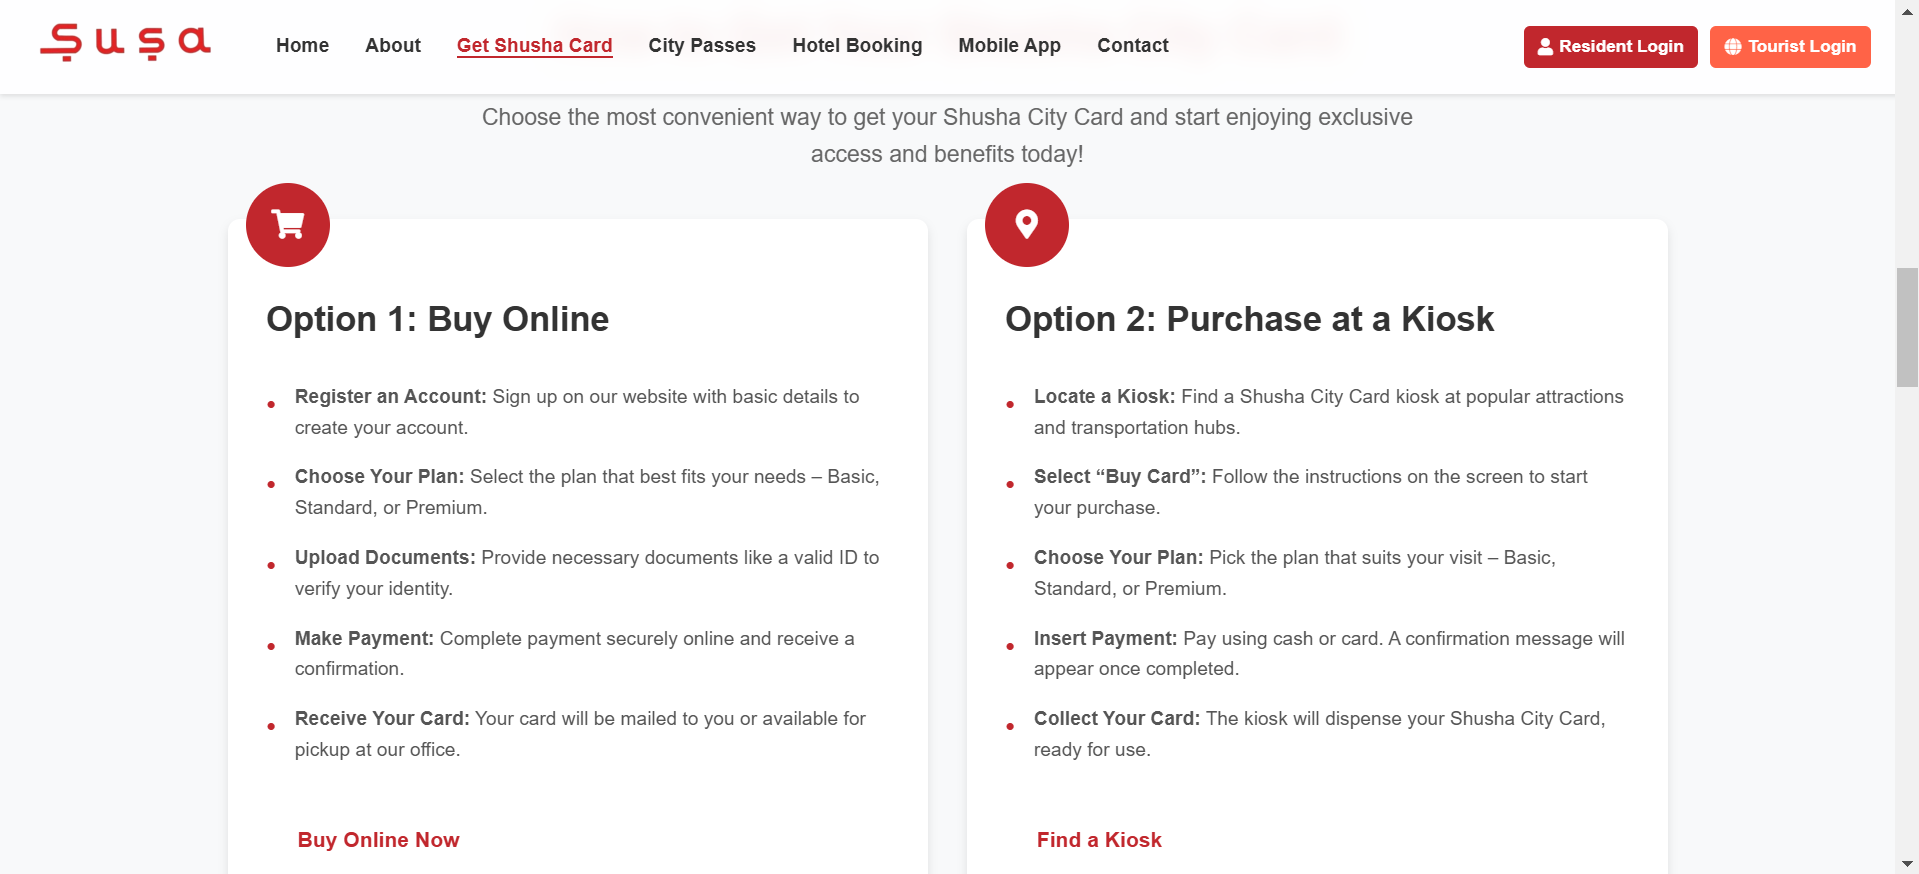 Şuşa
Home About Get Shusha Card City Passes Hotel Booking Mobile App Contact
Resident Login Tourist Login
Choose the most convenient way to get your Shusha City Card and start enjoying exclusive
access and benefits today!
Option 1: Buy Online
Register an Account: Sign up on our website with basic details to
create your account.
Choose Your Plan: Select the plan that best fits your needs – Basic,
Standard, or Premium.
Upload Documents: Provide necessary documents like a valid ID to
verify your identity.
Make Payment: Complete payment securely online and receive a
confirmation.
Receive Your Card: Your card will be mailed to you or available for
pickup at our office.
Buy Online Now
Option 2: Purchase at a Kiosk
Locate a Kiosk: Find a Shusha City Card kiosk at popular attractions
and transportation hubs.
Select “Buy Card”: Follow the instructions on the screen to start
your purchase.
Choose Your Plan: Pick the plan that suits your visit – Basic,
Standard, or Premium.
Insert Payment: Pay using cash or card. A confirmation message will
appear once completed.
Collect Your Card: The kiosk will dispense your Shusha City Card,
ready for use.
Find a Kiosk